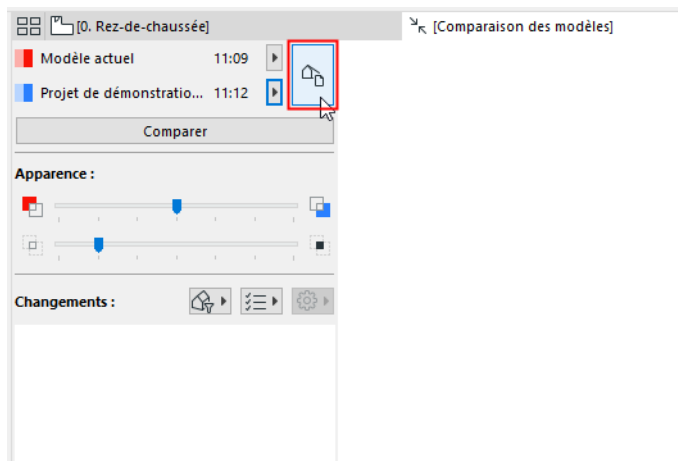 [0. Rez-de-chaussée] [Comparaison des modèles]
Modèle actuel 11:09
Projet de démonstratio... 11:12
Comparer
Apparence :
Changements :